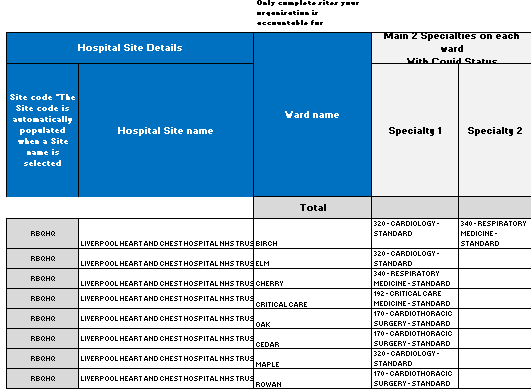 Only complete sites your
organisation is
accountable for
Hospital Site Details
Main 2 Specialties on each
ward
With Covid Status
Site code "The
Site code is
automatically
populated
when a Site
name is
selected
Hospital Site name
Ward name
Specialty 1
Specialty 2
Total
RBQHQ
LIVERPOOL HEART AND CHEST HOSPITAL NHS TRUS
BIRCH
320 - CARDIOLOGY -
STANDARD
340 - RESPIRATORY
MEDICINE -
STANDARD
RBQHQ
LIVERPOOL HEART AND CHEST HOSPITAL NHS TRUS
ELM
320 - CARDIOLOGY -
STANDARD
RBQHQ
LIVERPOOL HEART AND CHEST HOSPITAL NHS TRUS
CHERRY
340 - RESPIRATORY
MEDICINE - STANDARD
RBQHQ
LIVERPOOL HEART AND CHEST HOSPITAL NHS TRUS
CRITICAL CARE
192 - CRITICAL CARE
MEDICINE - STANDARD
RBQHQ
LIVERPOOL HEART AND CHEST HOSPITAL NHS TRUS
OAK
170 - CARDIOTHORACIC
SURGERY - STANDARD
RBQHQ
LIVERPOOL HEART AND CHEST HOSPITAL NHS TRUS
CEDAR
170 - CARDIOTHORACIC
SURGERY - STANDARD
RBQHQ
LIVERPOOL HEART AND CHEST HOSPITAL NHS TRUS
MAPLE
320 - CARDIOLOGY -
STANDARD
RBQHQ
LIVERPOOL HEART AND CHEST HOSPITAL NHS TRUS
ROWAN
170 - CARDIOTHORACIC
SURGERY - STANDARD